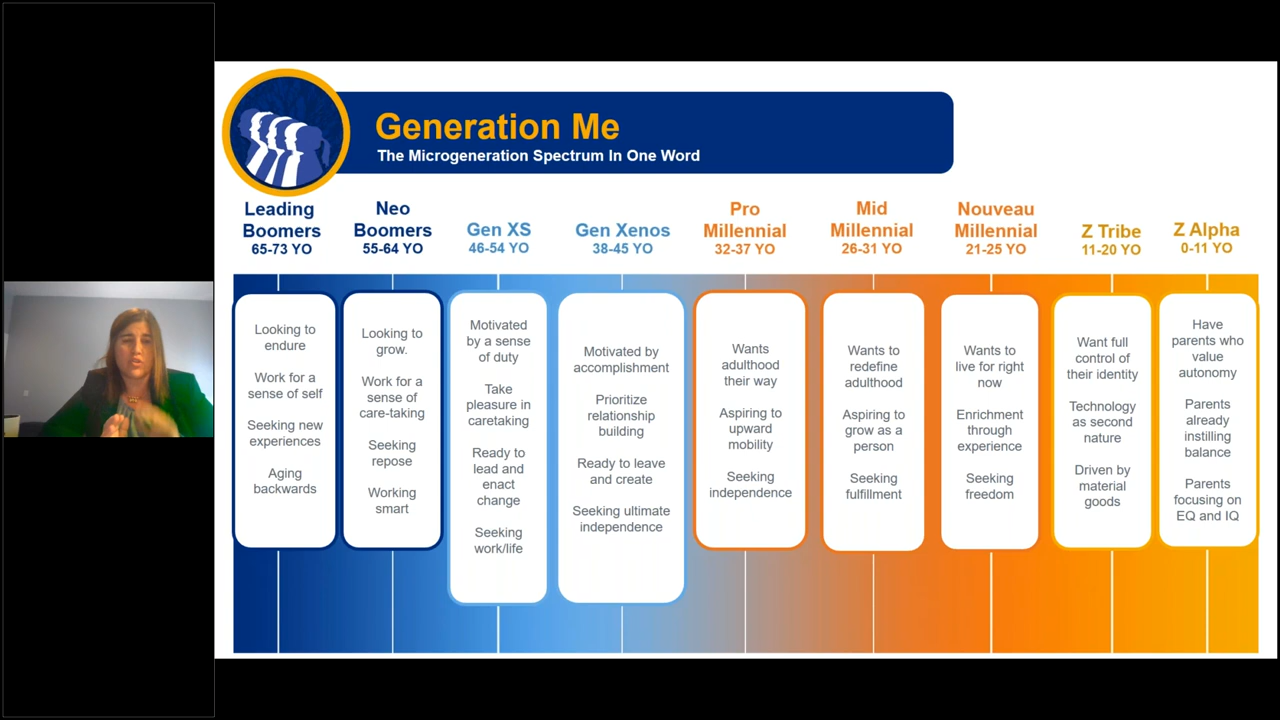 Generation Me
The Microgeneration Spectrum In One Word
Leading
Boomers
65-73 YO
Neo
Boomers
55-64 YO
Gen XS
46-54 YO
Gen Xenos
38-45 YO
Pro
Millennial
32-37 YO
Mid
Millennial
26-31 YO
Nouveau
Millennial
21-25 YO
Z Tribe
11-20 YO
Z Alpha
0-11 YO
Looking to
endure
Work for a
sense of self
Seeking new
experiences
Aging
backwards
Looking to
grow.
Work for a
sense of
care-taking
Seeking
repose
Working
smart
Motivated
by a sense
of duty
Take
pleasure in
caretaking
Ready to
lead and
enact
change
Seeking
work/life
Motivated by
accomplishment
Prioritize
relationship
building
Ready to leave
and create
Seeking ultimate
independence
Wants
adulthood
their way
Aspiring to
upward
mobility
Seeking
independence
Wants to
redefine
adulthood
Aspiring to
grow as a
person
Seeking
fulfillment
Wants to
live for right
now
Enrichment
through
experience
Seeking
freedom
Want full
control of
their identity
Technology
as second
nature
Driven by
material
goods
Have
parents who
value
autonomy
Parents
already
instilling
balance
Parents
focusing on
EQ and IQ